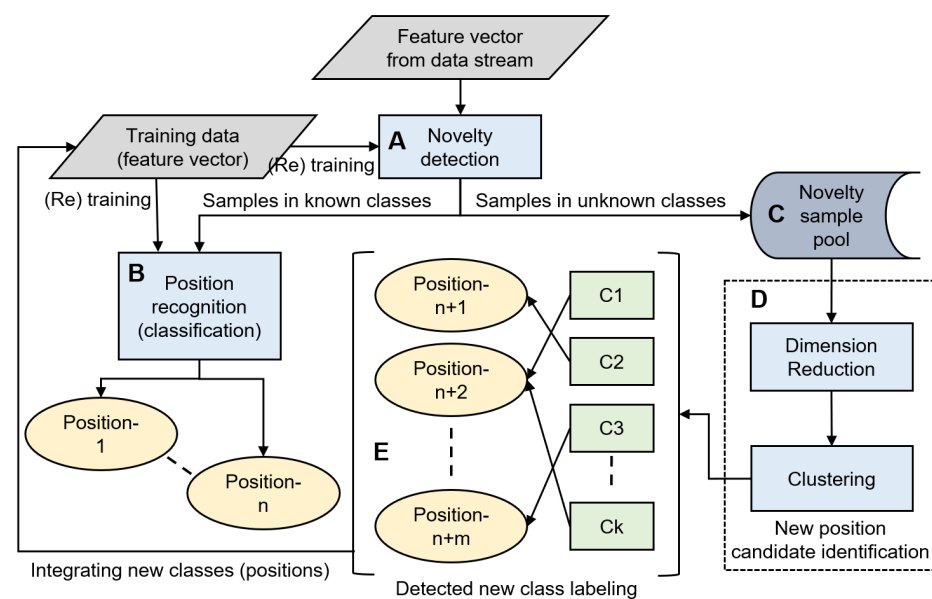 Feature vector
from data stream
Training data
(feature vector)
(Re) training
A
Novelty
detection
(Re) training
Samples in known classes
Samples in unknown classes
C
Novelty
sample
pool
B
Position
recognition
(classification)
Position-
1
Position-
n
Position-
n+1
Position-
n+2
E
Position-
n+m
C1
C2
C3
Ck
D
Dimension
Reduction
Clustering
New position
candidate identification
Integrating new classes (positions)
Detected new class labeling